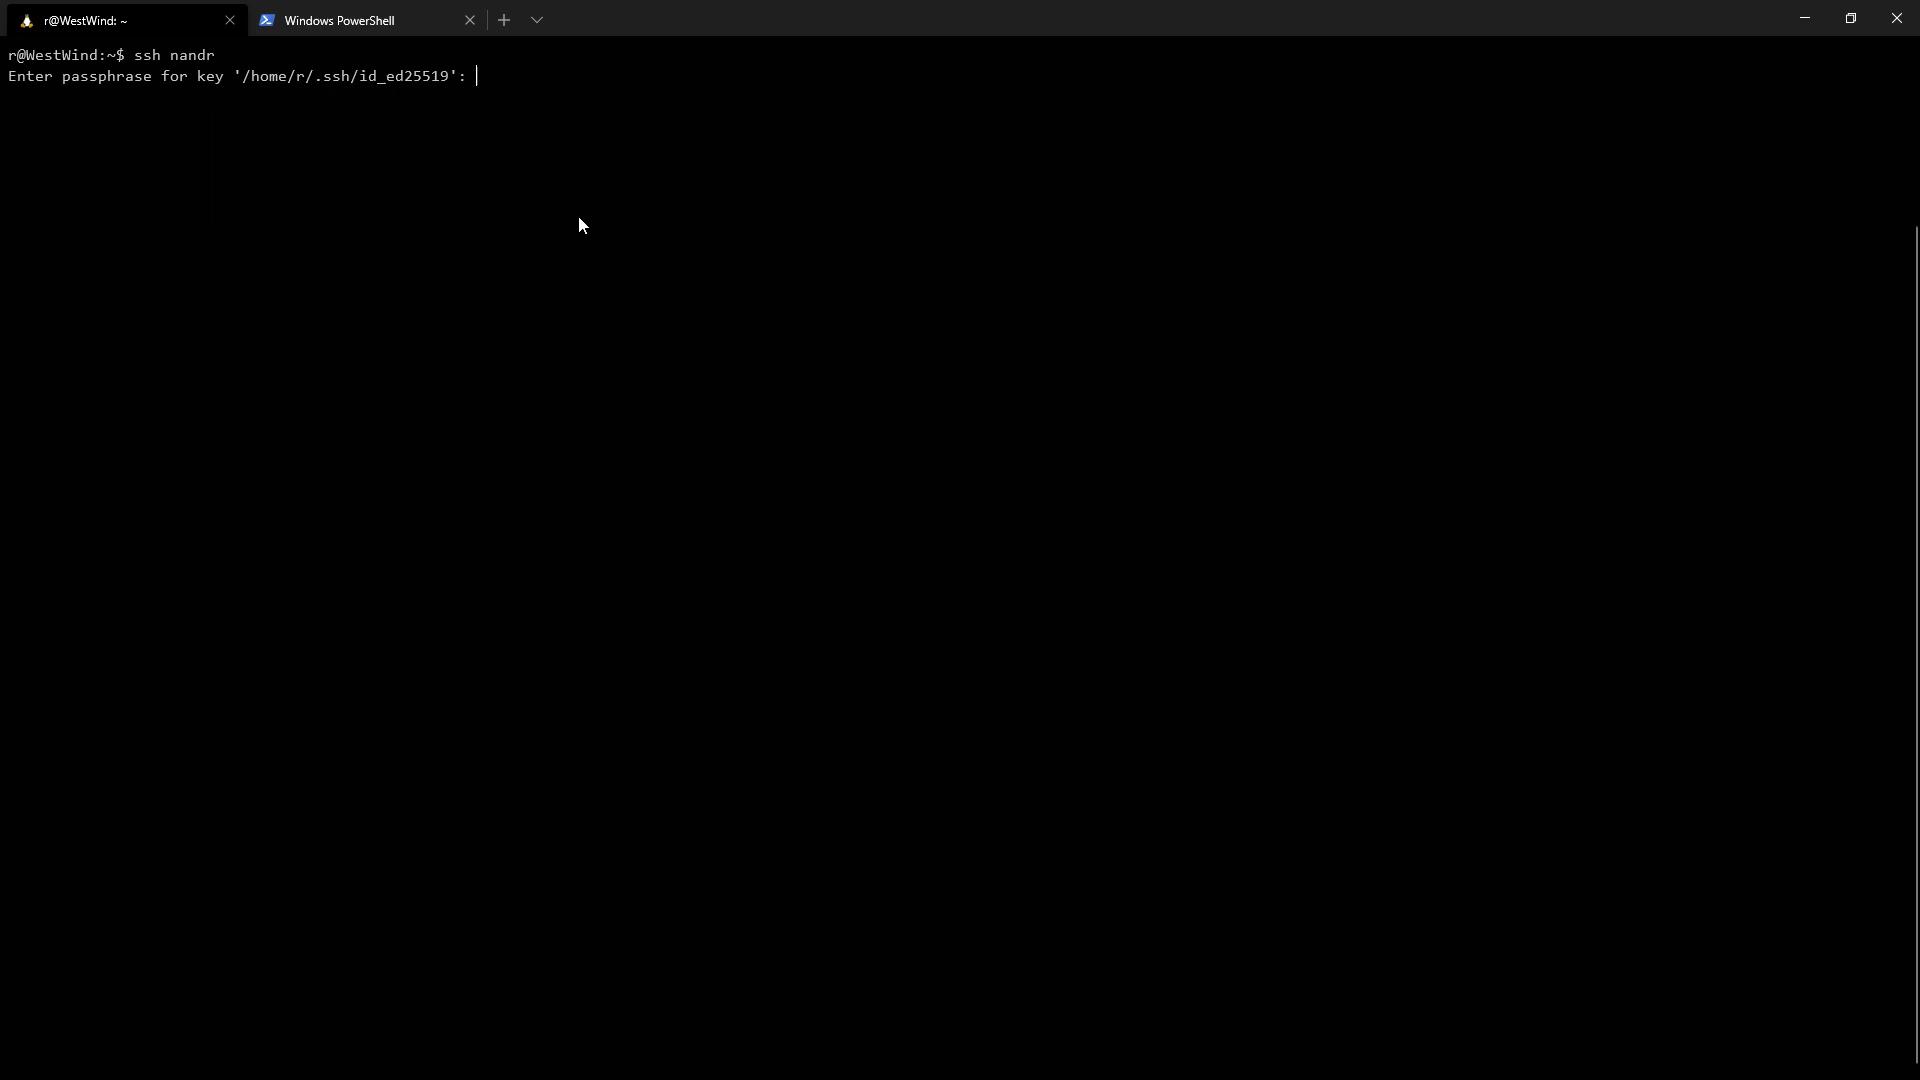 r@WestWind: ~
Windows PowerShell
r@WestWind:~$ ssh nandr
Enter passphrase for key '/home/r/.ssh/id_ed25519':